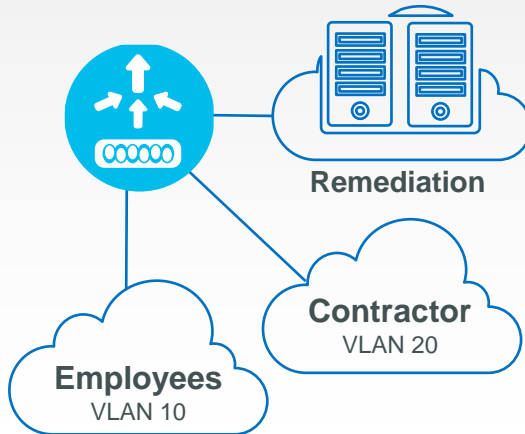 Remediation
Contractor
VLAN 20
Employees
VLAN 10